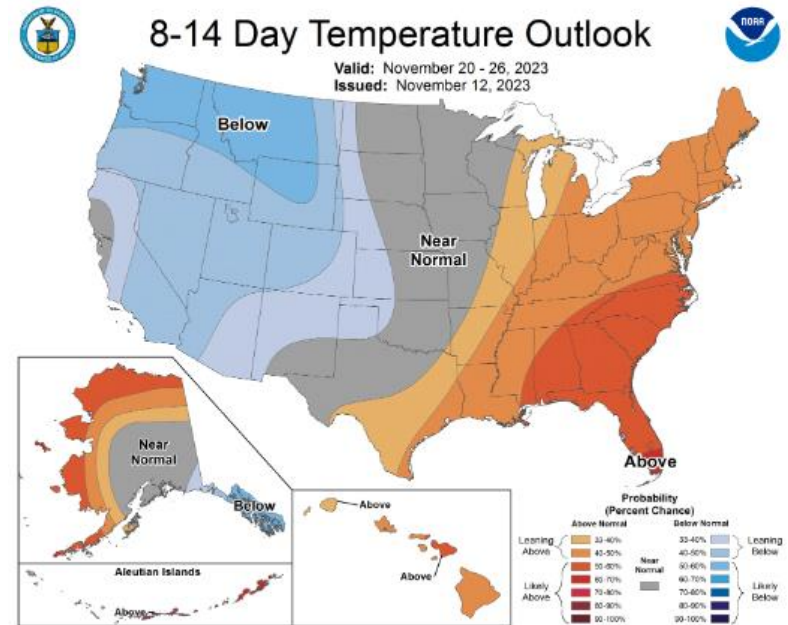 NOAA
8-14 Day Temperature Outlook
Valid: November 20 - 26, 2023
Issued: November 12, 2023
Below
Near
Normal
Above
Near
Normal
Below
Aleutian Islands
Above
Above
Above
Probability
(Percent Chance)
Above Normal
Below Normal
Leaning
Above
33-40%
40-50%
Likely
Above
50-60%
60-70%
70-80%
80-90%
90-100%
Near
Normal
33-40%
40-50%
Leaning
Below
50-60%
60-70%
70-80%
80-90%
90-100%
Likely
Below